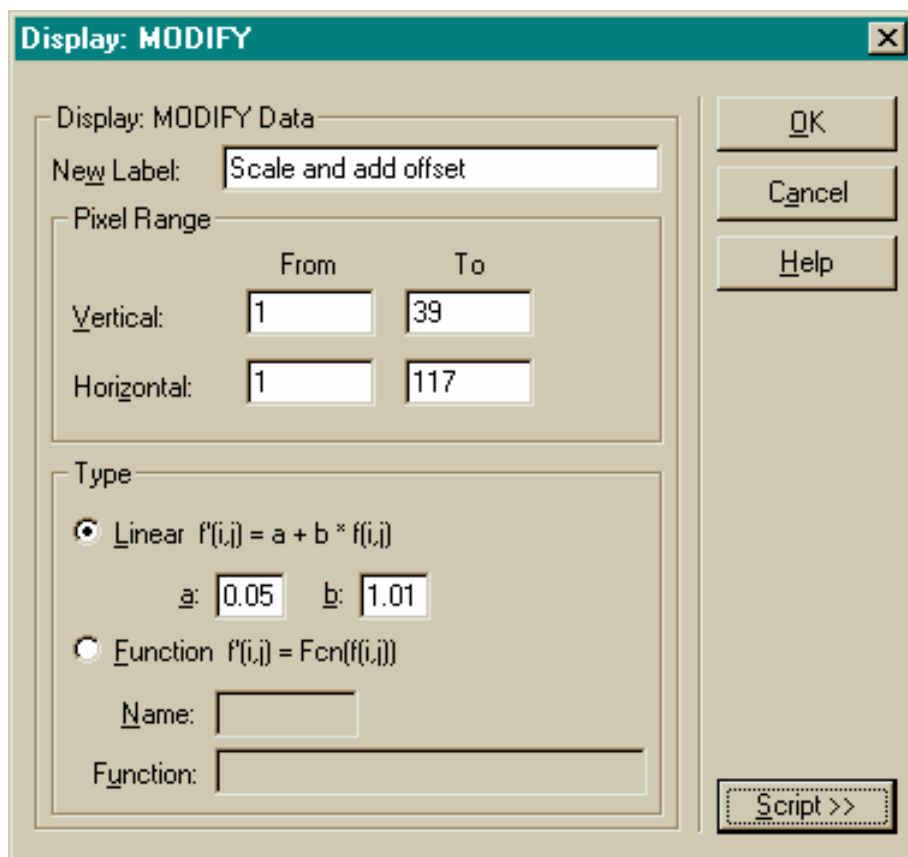 Display: MODIFY
Display: MODIFY Data
New Label: Scale and add offset
Pixel Range
From To
Vertical: 1 39
Horizontal: 1 117
Type
Linear f'(i,j) = a + b * f(i,j)
a: 0.05 b: 1.01
Function f'(i,j) = Fcn(f(i,j))
Name:
Function:
OK
Cancel
Help
Script >>